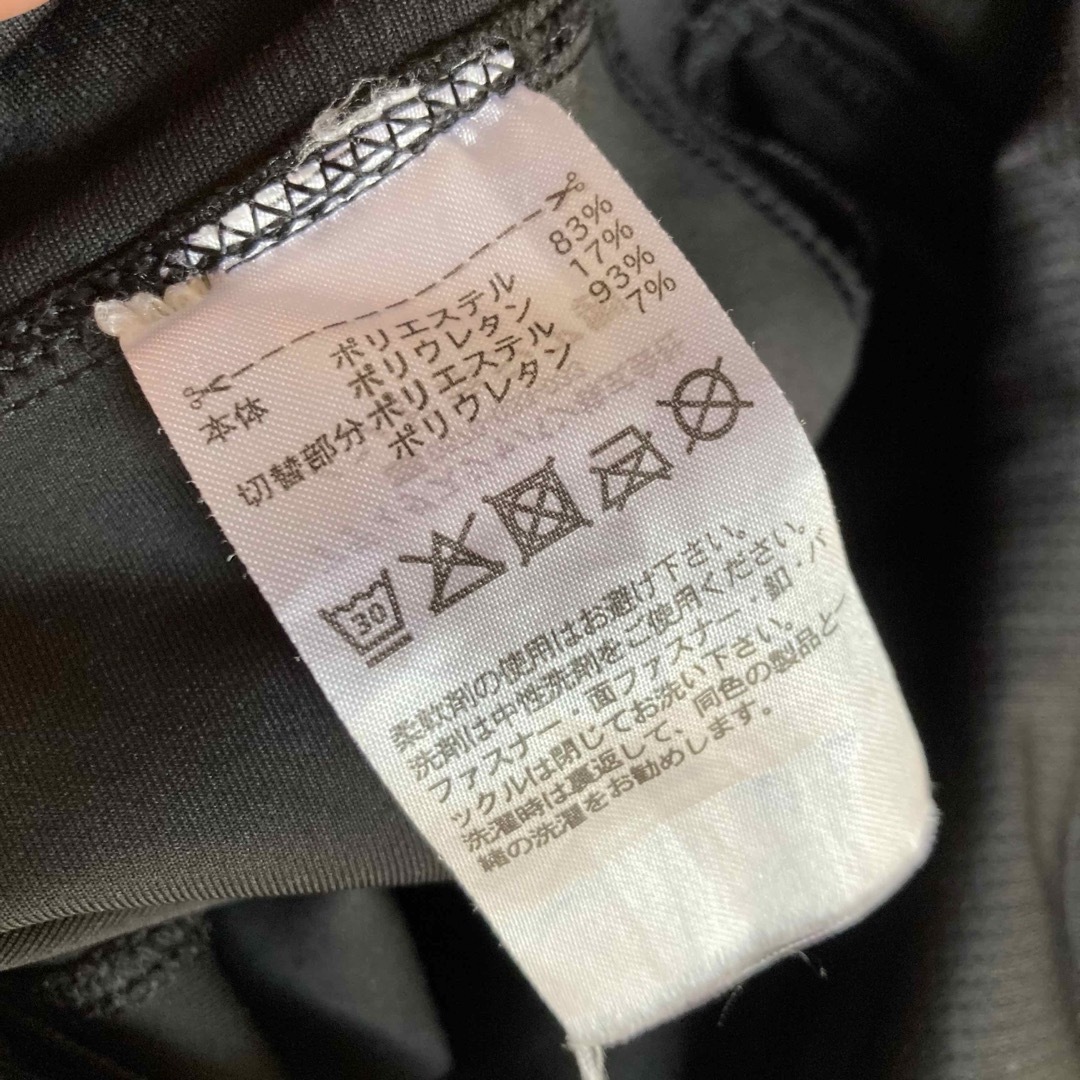 本体 ポリエステル 83%
ポリウレタン 17%
切替部分 ポリエステル 93%
ポリウレタン 7%
30
柔軟剤の使用はお避け下さい。
洗剤は中性洗剤をご使用ください。
ファスナー・面ファスナー・釦・バ
ックルは閉じてお洗い下さい。
洗濯時は裏返して、同色の製品と一
緒の洗濯をお勧めします。